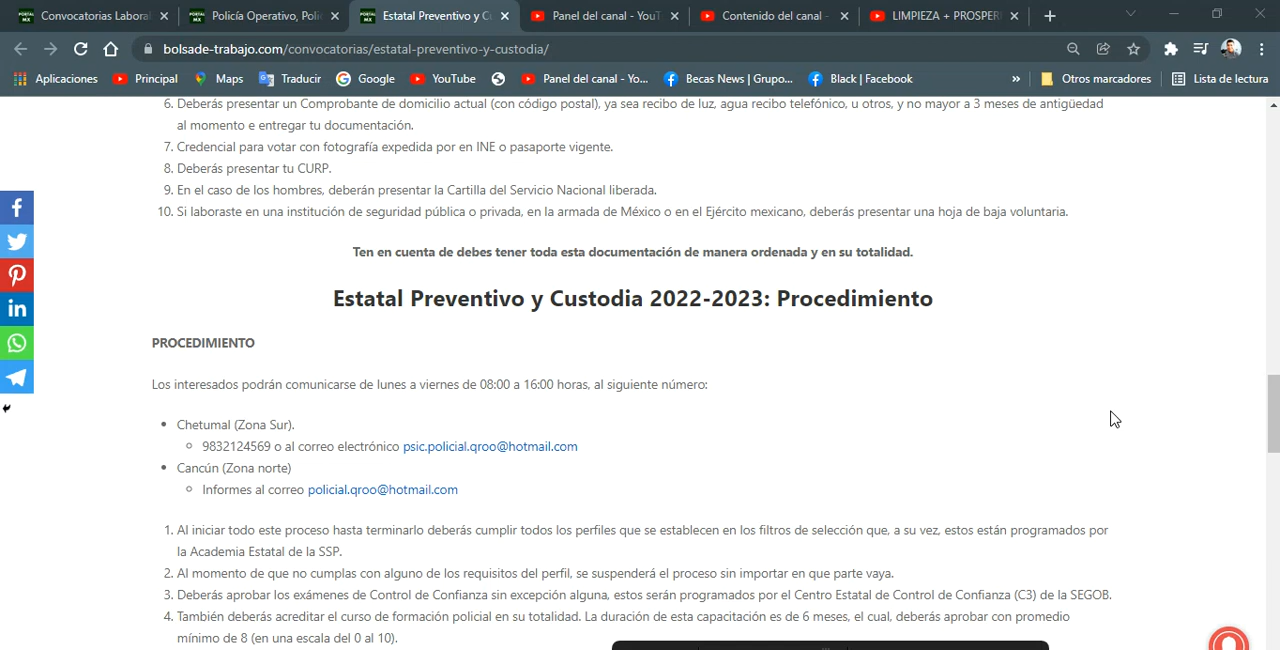 Convocatorias Laboral
Policía Operativo, Polic
Estatal Preventivo y Cu
Panel del canal - YouT
Contenido del canal -
LIMPIEZA + PROSPER
bolsade-trabajo.com/convocatorias/estatal-preventivo-y-custodia/
Aplicaciones
Principal
Maps
Traducir
Google
YouTube
Panel del canal - Yo...
Becas News | Grupo...
Black | Facebook
»
Otros marcadores
Lista de lectura
6. Deberás presentar un Comprobante de domicilio actual (con código postal), ya sea recibo de luz, agua recibo telefónico, u otros, y no mayor a 3 meses de antigüedad
al momento e entregar tu documentación.
7. Credencial para votar con fotografía expedida por en INE o pasaporte vigente.
8. Deberás presentar tu CURP.
9. En el caso de los hombres, deberán presentar la Cartilla del Servicio Nacional liberada.
10. Si laboraste en una institución de seguridad pública o privada, en la armada de México o en el Ejército mexicano, deberás presentar una hoja de baja voluntaria.
Ten en cuenta de debes tener toda esta documentación de manera ordenada y en su totalidad.
Estatal Preventivo y Custodia 2022-2023: Procedimiento
PROCEDIMIENTO
Los interesados podrán comunicarse de lunes a viernes de 08:00 a 16:00 horas, al siguiente número:
Chetumal (Zona Sur).
9832124569 o al correo electrónico psic.policial.qroo@hotmail.com
Cancún (Zona norte)
Informes al correo policial.qroo@hotmail.com
1. Al iniciar todo este proceso hasta terminarlo deberás cumplir todos los perfiles que se establecen en los filtros de selección que, a su vez, estos están programados por
la Academia Estatal de la SSP.
2. Al momento de que no cumplas con alguno de los requisitos del perfil, se suspenderá el proceso sin importar en que parte vaya.
3. Deberás aprobar los exámenes de Control de Confianza sin excepción alguna, estos serán programados por el Centro Estatal de Control de Confianza (C3) de la SEGOB.
4. También deberás acreditar el curso de formación policial en su totalidad. La duración de esta capacitación es de 6 meses, el cual, deberás aprobar con promedio
mínimo de 8 (en una escala del 0 al 10).